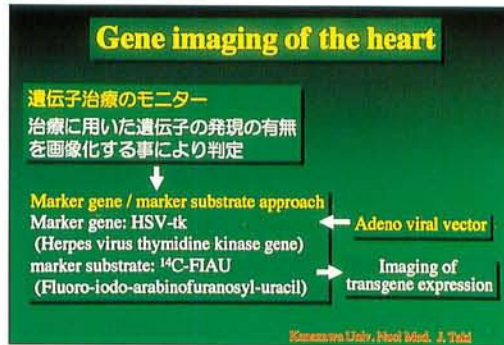 Gene imaging of the heart
遺伝子治療のモニター
治療に用いた遺伝子の発現の有無
を画像化する事により判定
Marker gene / marker substrate approach
Marker gene: HSV-tk
(Herpes virus thymidine kinase gene)
marker substrate: ¹⁴C-FIAU
(Fluoro-iodo-arabinofuranosyl-uracil)
Adeno viral vector
Imaging of
transgene expression
Kanazawa Univ. Nucl Med. J. Taki